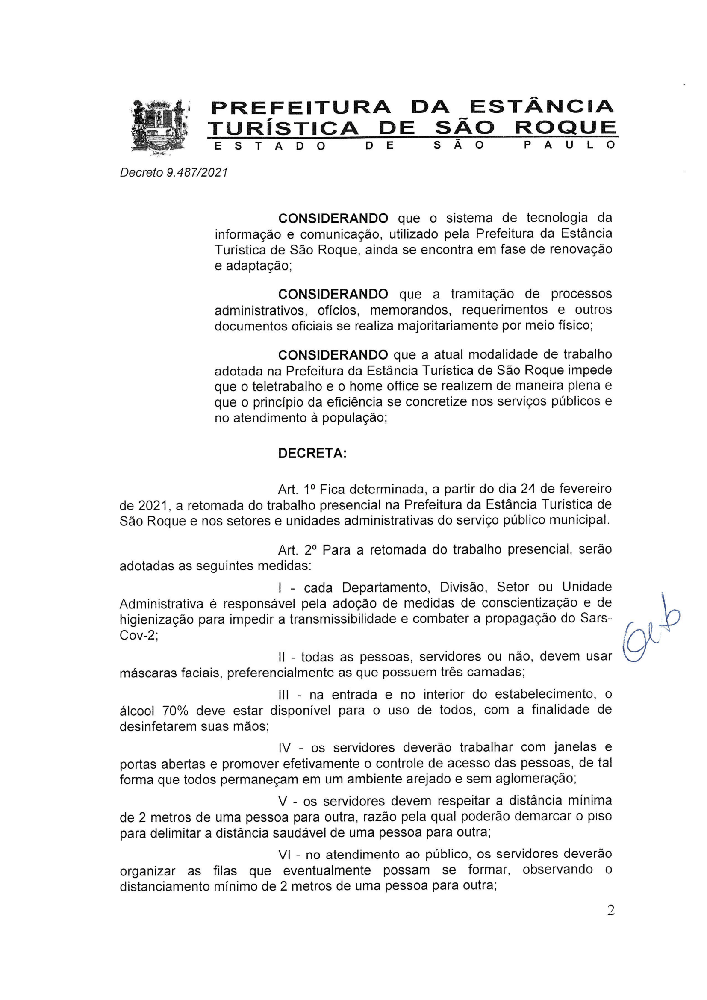 PREFEITURA DA ESTÂNCIA
TURÍSTICA DE SÃO ROQUE
ESTADO DE SÃO PAULO
Decreto 9.487/2021
CONSIDERANDO que o sistema de tecnologia da
informação e comunicação, utilizado pela Prefeitura da Estância
Turística de São Roque, ainda se encontra em fase de renovação
e adaptação;
CONSIDERANDO que a tramitação de processos
administrativos, ofícios, memorandos, requerimentos e outros
documentos oficiais se realiza majoritariamente por meio físico;
CONSIDERANDO que a atual modalidade de trabalho
adotada na Prefeitura da Estância Turística de São Roque impede
que o teletrabalho e o home office se realizem de maneira plena e
que o princípio da eficiência se concretize nos serviços públicos e
no atendimento à população;
DECRETA:
Art. 1º Fica determinada, a partir do dia 24 de fevereiro
de 2021, a retomada do trabalho presencial na Prefeitura da Estância Turística de
São Roque e nos setores e unidades administrativas do serviço público municipal.
Art. 2º Para a retomada do trabalho presencial, serão
adotadas as seguintes medidas:
I - cada Departamento, Divisão, Setor ou Unidade
Administrativa é responsável pela adoção de medidas de conscientização e de
higienização para impedir a transmissibilidade e combater a propagação do Sars-
Cov-2;
II - todas as pessoas, servidores ou não, devem usar
máscaras faciais, preferencialmente as que possuem três camadas;
III - na entrada e no interior do estabelecimento, o
álcool 70% deve estar disponível para o uso de todos, com a finalidade de
desinfetarem suas mãos;
IV - os servidores deverão trabalhar com janelas e
portas abertas e promover efetivamente o controle de acesso das pessoas, de tal
forma que todos permaneçam em um ambiente arejado e sem aglomeração;
V - os servidores devem respeitar a distância mínima
de 2 metros de uma pessoa para outra, razão pela qual poderão demarcar o piso
para delimitar a distância saudável de uma pessoa para outra;
VI - no atendimento ao público, os servidores deverão
organizar as filas que eventualmente possam se formar, observando o
distanciamento mínimo de 2 metros de uma pessoa para outra;
2